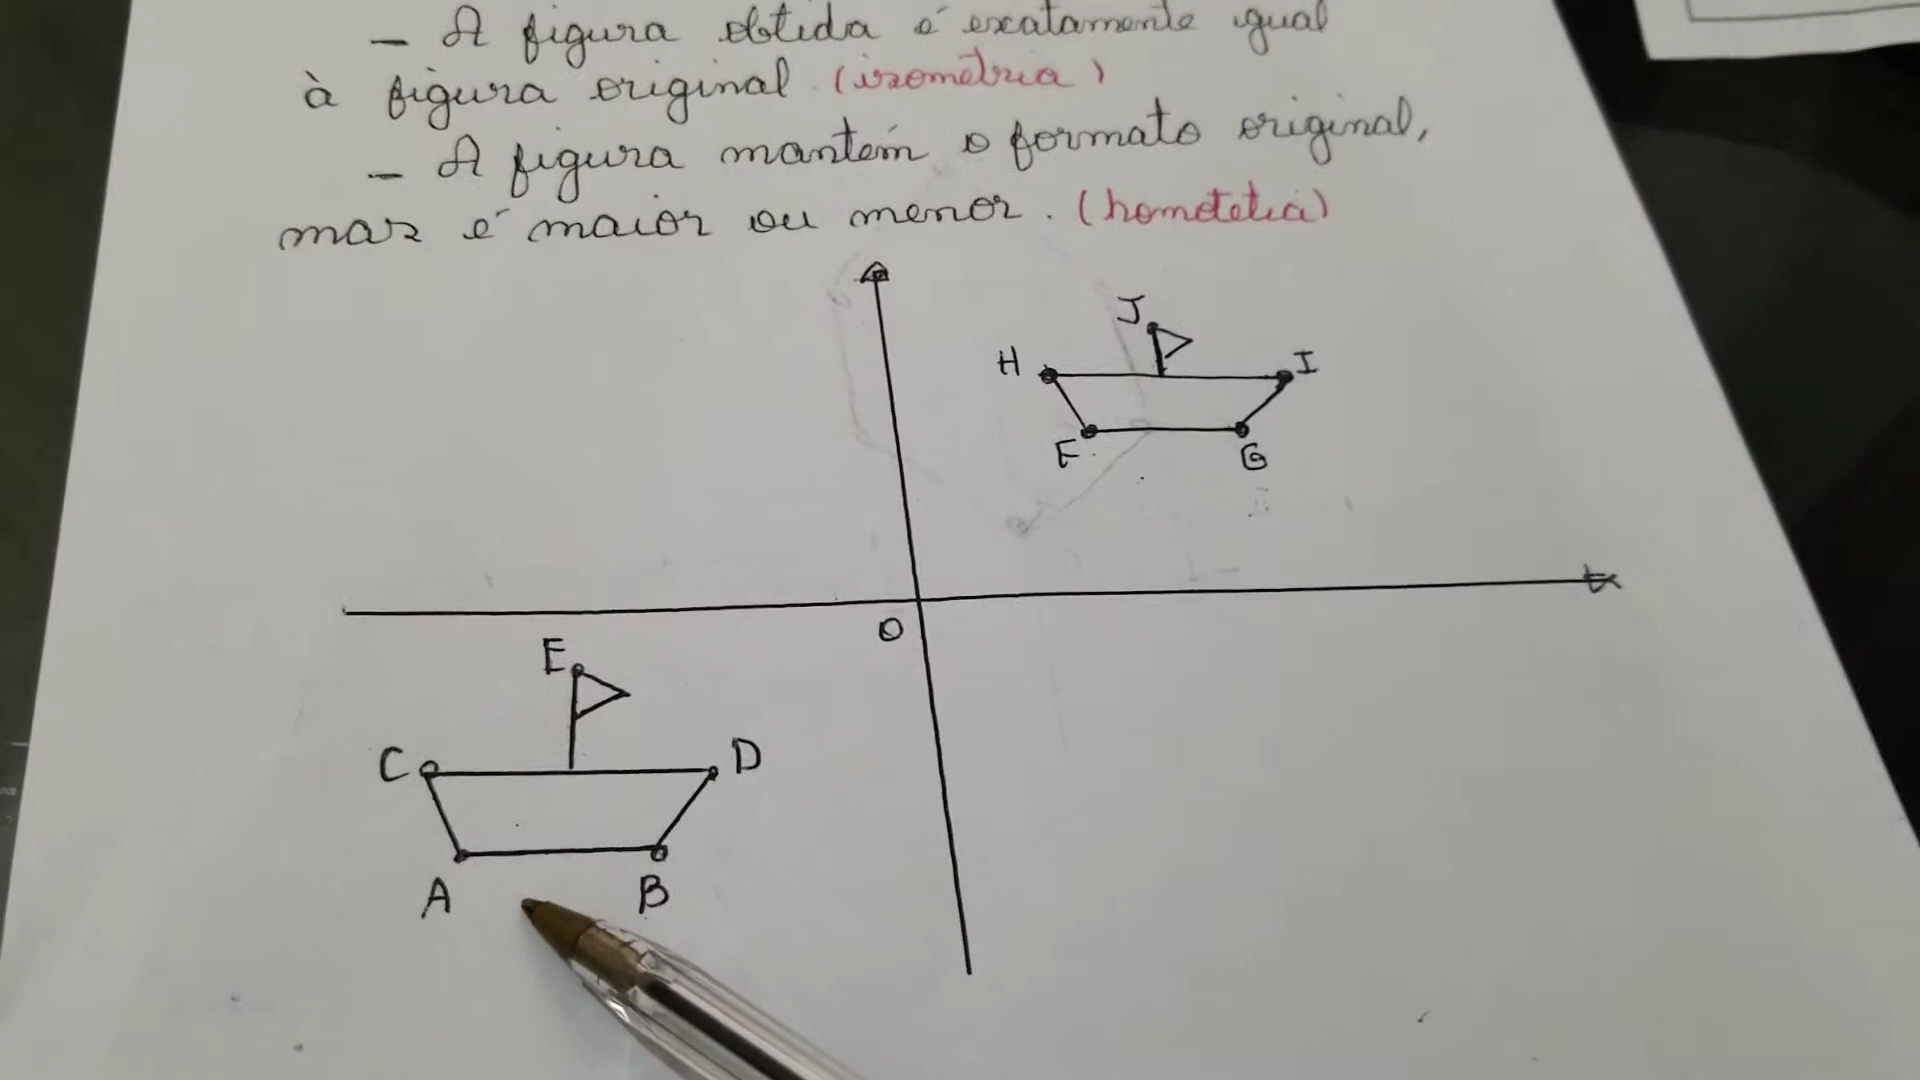 - A figura obtida é exatamente igual
à figura original (isometria)
- A figura mantém o formato original,
mas é maior ou menor. (homotetia)
J
H
I
F
G
O
E
C
D
A
B